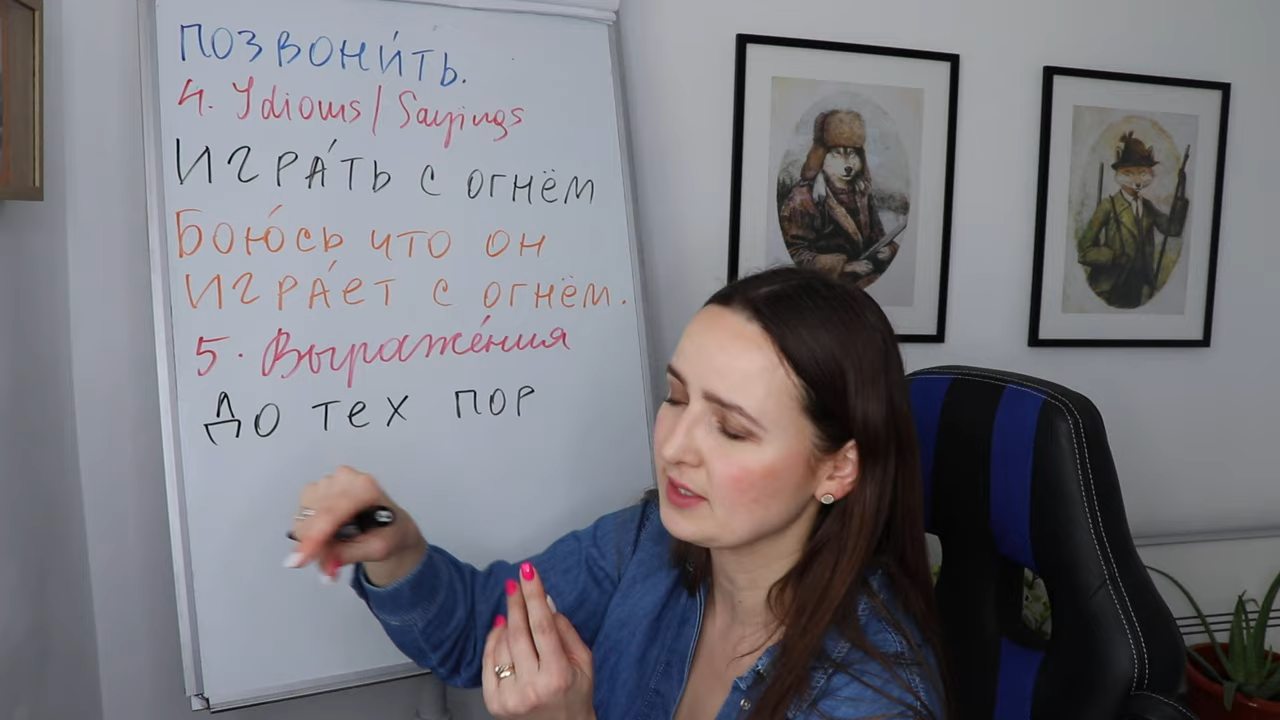 ПОЗВОНИ́ТЬ.
4. Idioms/Sayings
ИГРА́ТЬ С ОГНЁМ
БОЮ́СЬ ЧТО ОН
ИГРА́ЕТ С ОГНЁМ.
5. Выраже́ния
ДО ТЕХ ПОР